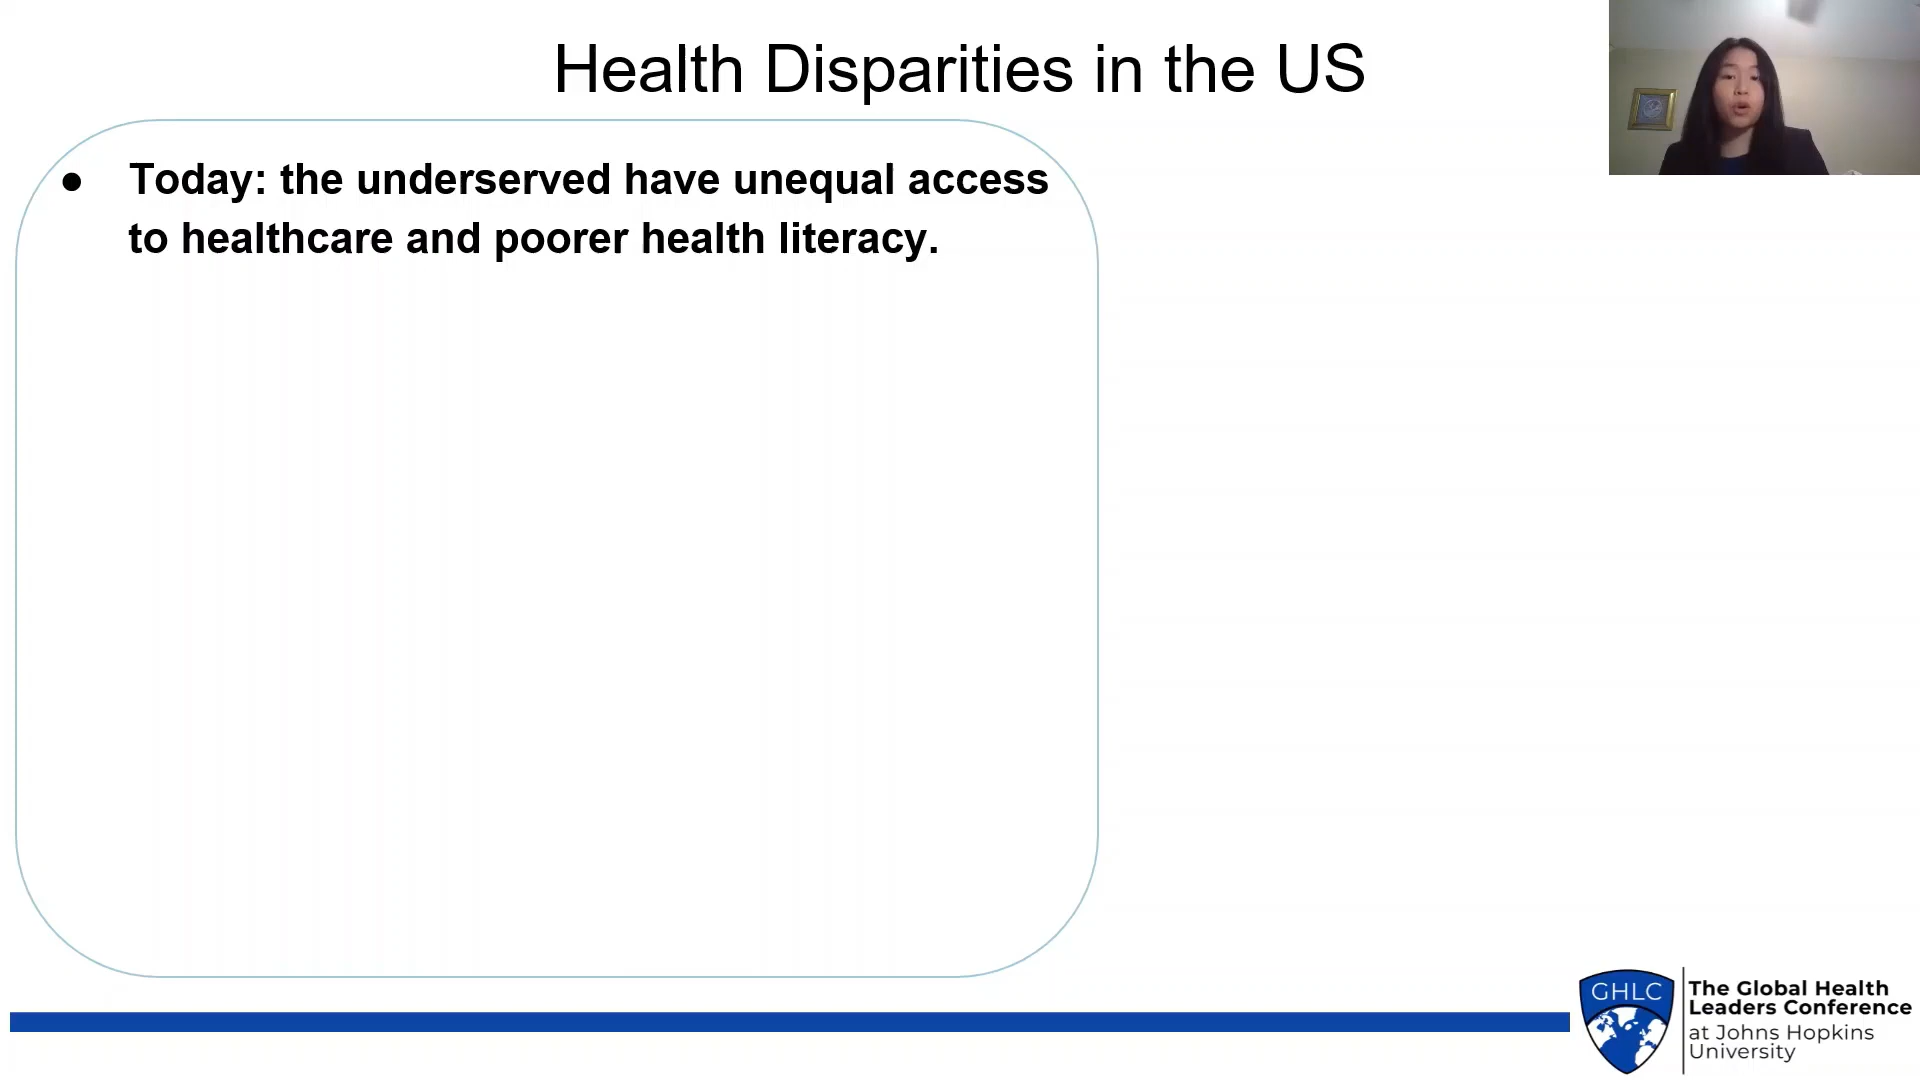 Health Disparities in the US
● Today: the underserved have unequal access
to healthcare and poorer health literacy.
GHLC
The Global Health
Leaders Conference
at Johns Hopkins
University